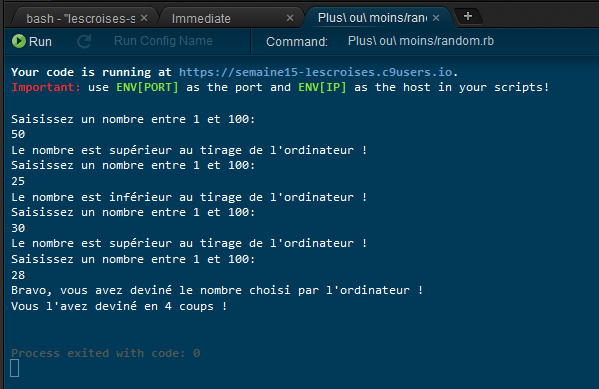 bash - "lescroises-s
Immediate
Plus\ ou\ moins/ran
Run
Run Config Name
Command:
Plus\ ou\ moins/random.rb
Your code is running at https://semaine15-lescroises.c9users.io.
Important: use ENV[PORT] as the port and ENV[IP] as the host in your scripts!
Saisissez un nombre entre 1 et 100:
50
Le nombre est supérieur au tirage de l'ordinateur !
Saisissez un nombre entre 1 et 100:
25
Le nombre est inférieur au tirage de l'ordinateur !
Saisissez un nombre entre 1 et 100:
30
Le nombre est supérieur au tirage de l'ordinateur !
Saisissez un nombre entre 1 et 100:
28
Bravo, vous avez deviné le nombre choisi par l'ordinateur !
Vous l'avez deviné en 4 coups !
Process exited with code: 0